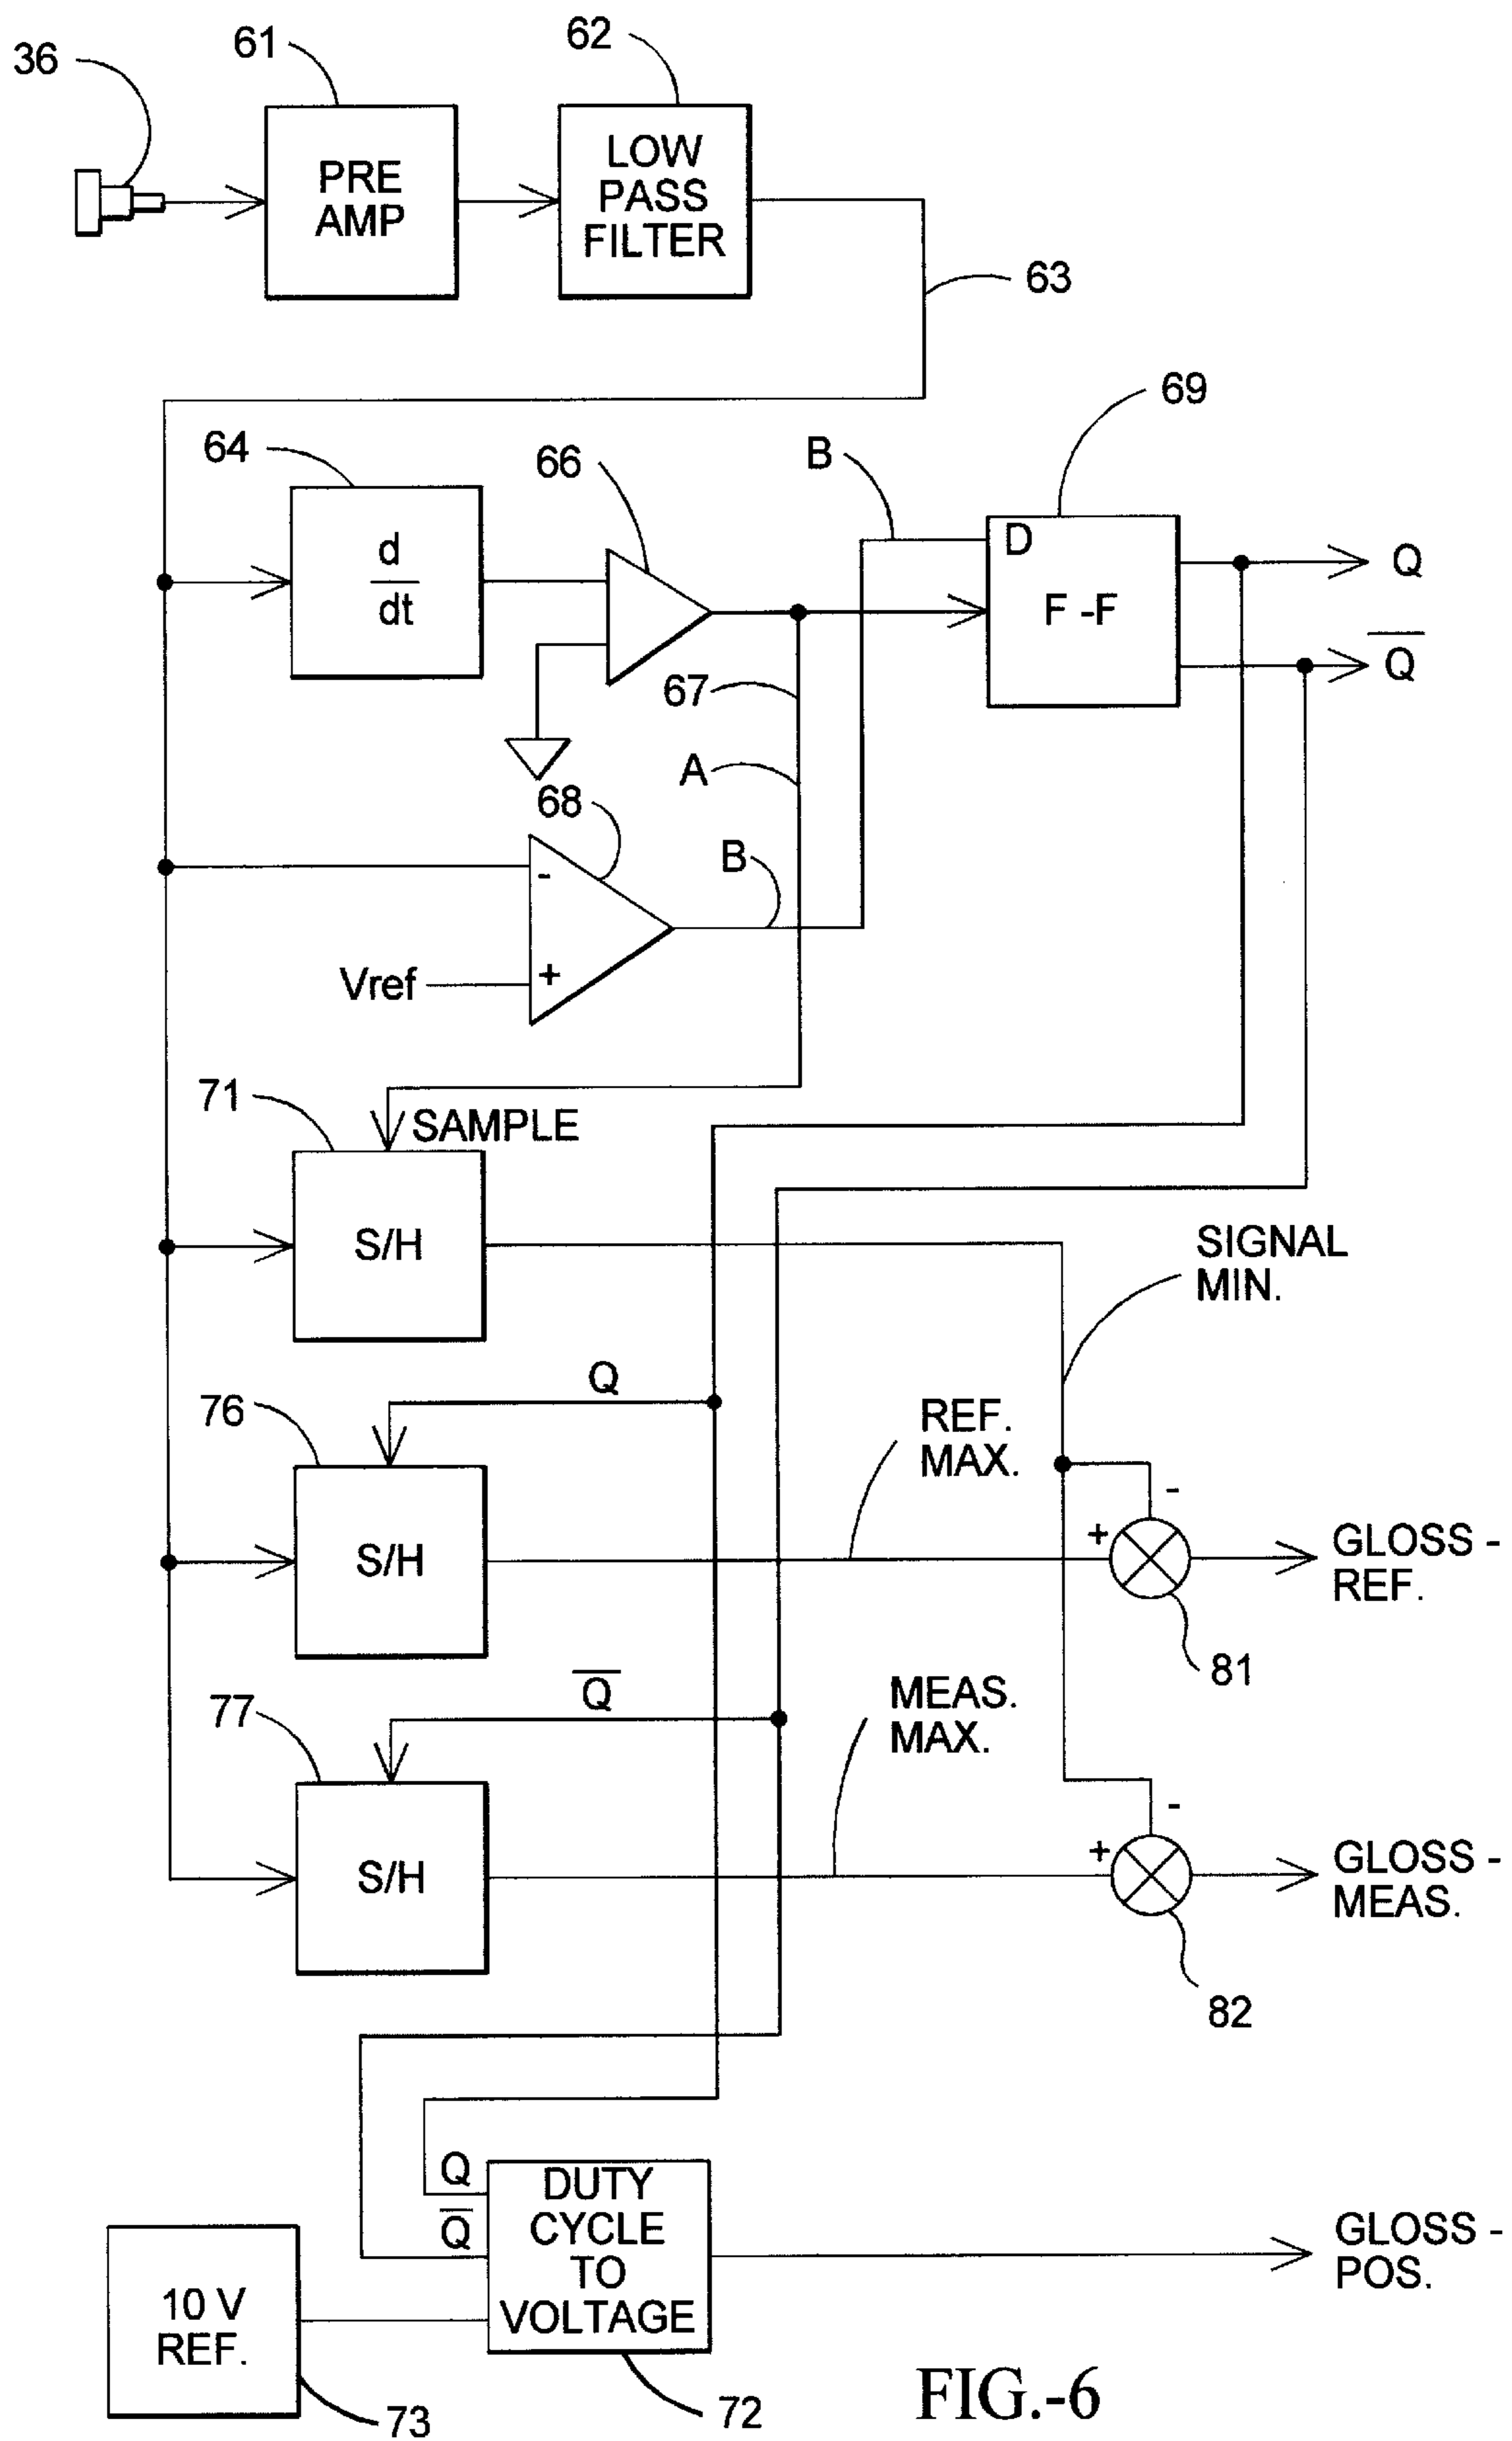 36
61
62
PRE
AMP
LOW
PASS
FILTER
63
64
66
B
69
d
dt
D
F -F
Q
Q̅
67
A
68
B
-
+
Vref
71
SAMPLE
S/H
SIGNAL
MIN.
Q
76
REF.
MAX.
-
+
S/H
GLOSS -
REF.
81
Q̅
77
MEAS.
MAX.
-
+
S/H
GLOSS -
MEAS.
82
Q
Q̅
DUTY
CYCLE
TO
VOLTAGE
GLOSS -
POS.
10 V
REF.
73
72
FIG.-6